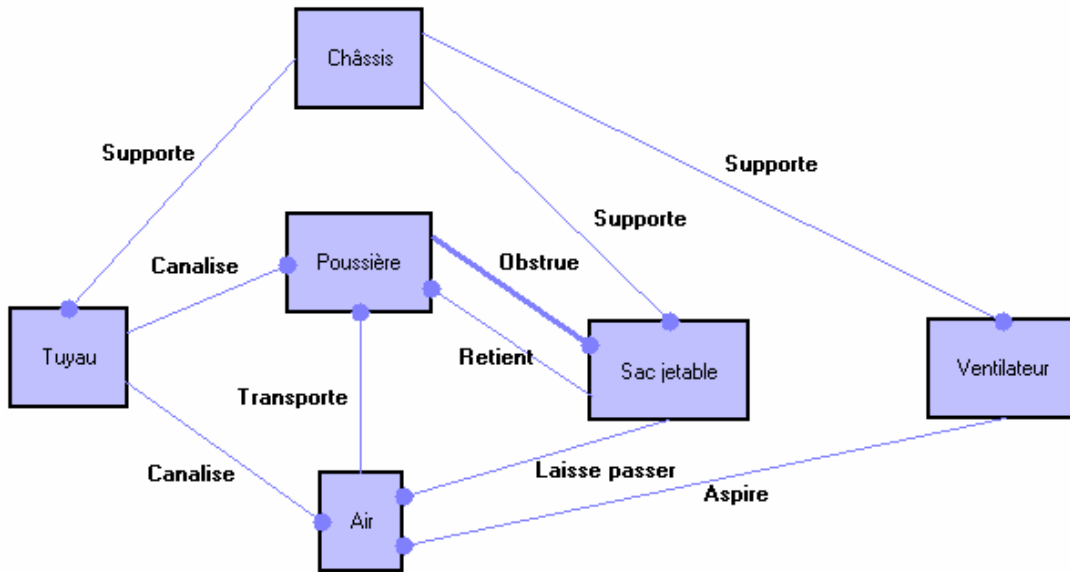 Châssis
Supporte
Supporte
Supporte
Canalise
Poussière
Obstrue
Tuyau
Retient
Sac jetable
Ventilateur
Transporte
Canalise
Laisse passer
Aspire
Air